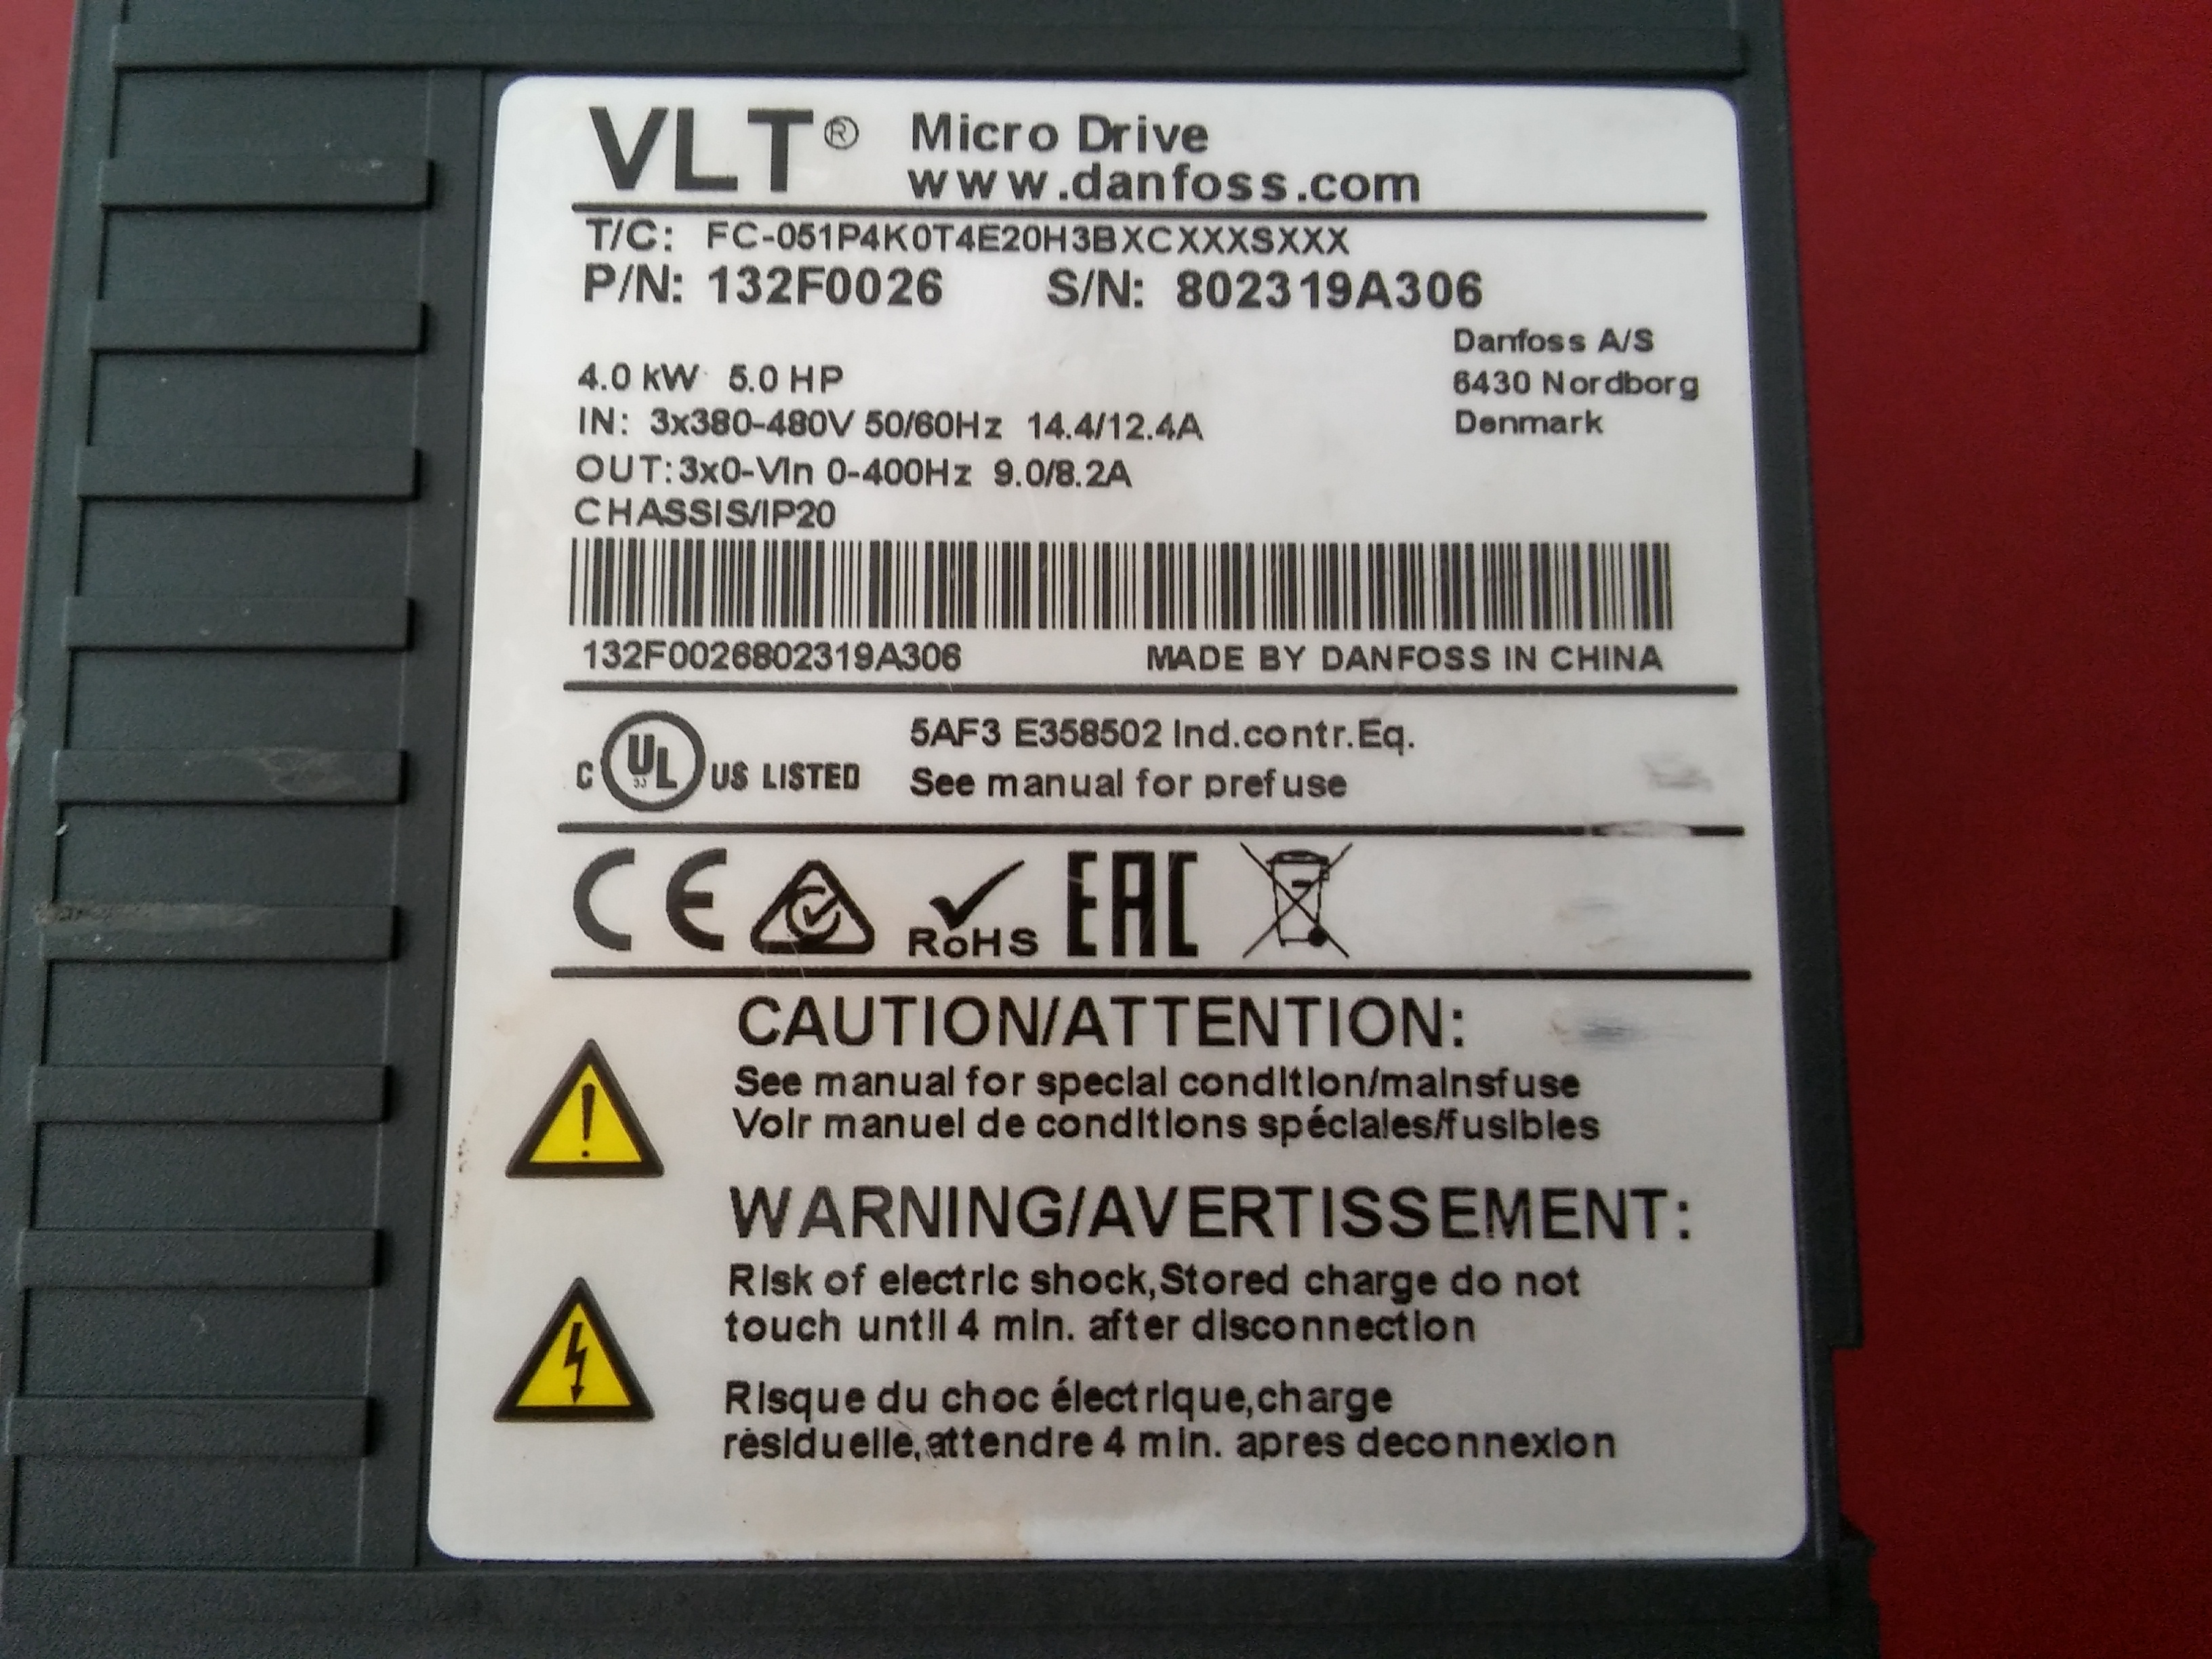 VLT® Micro Drive
www.danfoss.com
T/C: FC-051P4K0T4E20H3BXCXXXSXXX
P/N: 132F0026 S/N: 802319A306
Danfoss A/S
6430 Nordborg
Denmark
4.0 kW 5.0 HP
IN: 3x380-480V 50/60Hz 14.4/12.4A
OUT:3x0-Vin 0-400Hz 9.0/8.2A
CHASSIS/IP20
132F0026802319A306 MADE BY DANFOSS IN CHINA
C UL US LISTED
5AF3 E358502 Ind.contr.Eq.
See manual for prefuse
CE RoHS EAC
CAUTION/ATTENTION:
See manual for special condition/mainsfuse
Voir manuel de conditions spéciales/fusibles
WARNING/AVERTISSEMENT:
Risk of electric shock,Stored charge do not
touch until 4 min. after disconnection
Risque du choc électrique,charge
résiduelle,attendre 4 min. apres deconnexion